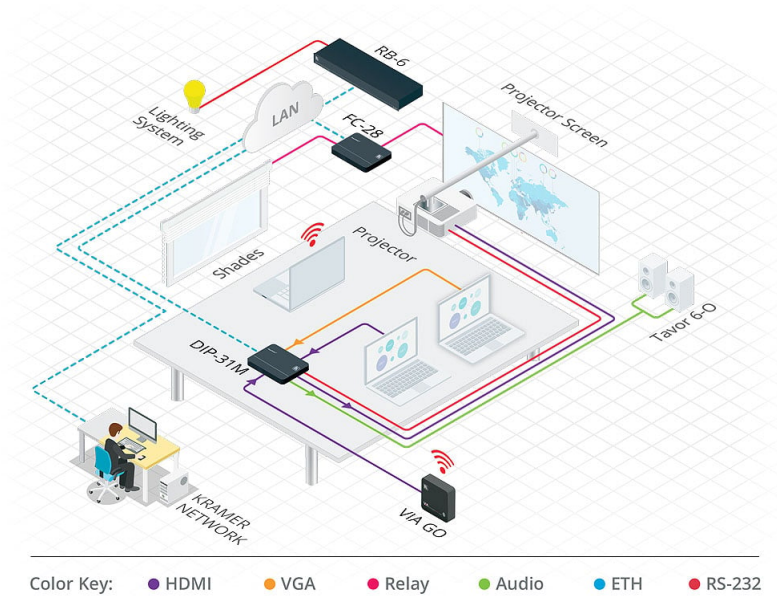 RB-6
Lighting
System
LAN
FC-28
Projector Screen
Shades
Projector
Tavor 6-O
DIP-31M
KRAMER
NETWORK
VIA GO
Color Key: HDMI VGA Relay Audio ETH RS-232